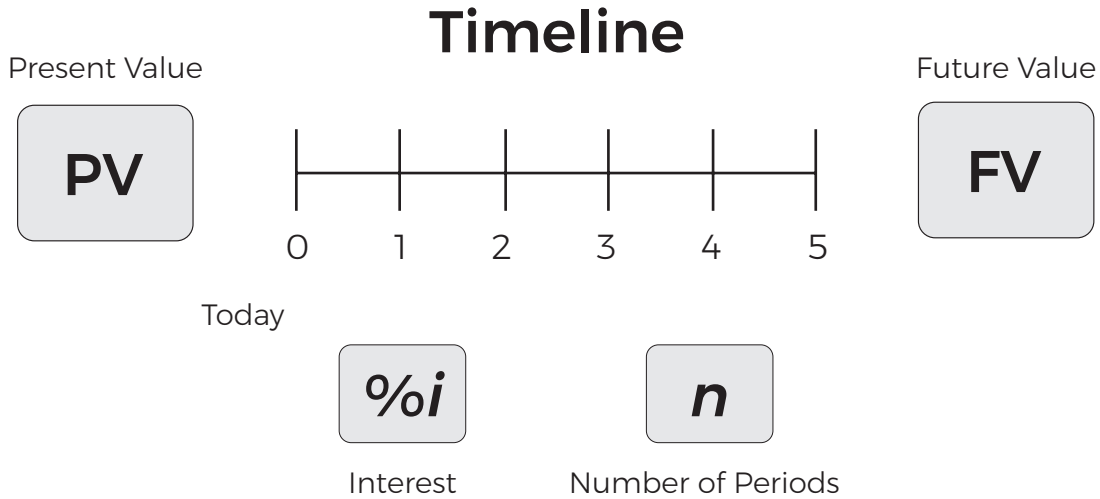 Timeline
Present Value
Future Value
PV
FV
0 1 2 3 4 5
Today
%i
n
Interest
Number of Periods